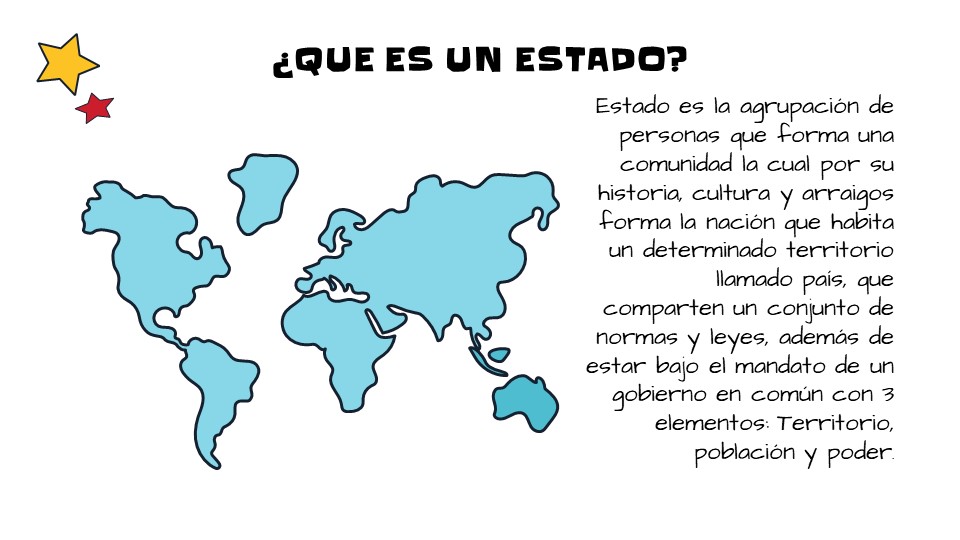 ¿QUE ES UN ESTADO?
Estado es la agrupación de
personas que forma una
comunidad la cual por su
historia, cultura y arraigos
forma la nación que habita
un determinado territorio
llamado país, que
comparten un conjunto de
normas y leyes, además de
estar bajo el mandato de un
gobierno en común con 3
elementos: Territorio,
población y poder.